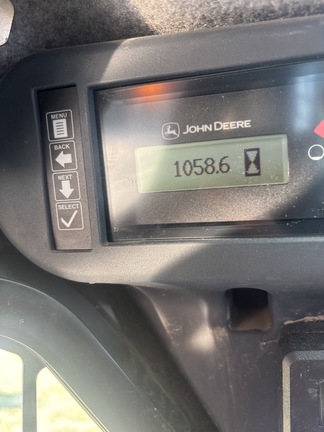 MENU
BACK
NEXT
SELECT
JOHN DEERE
1058.6